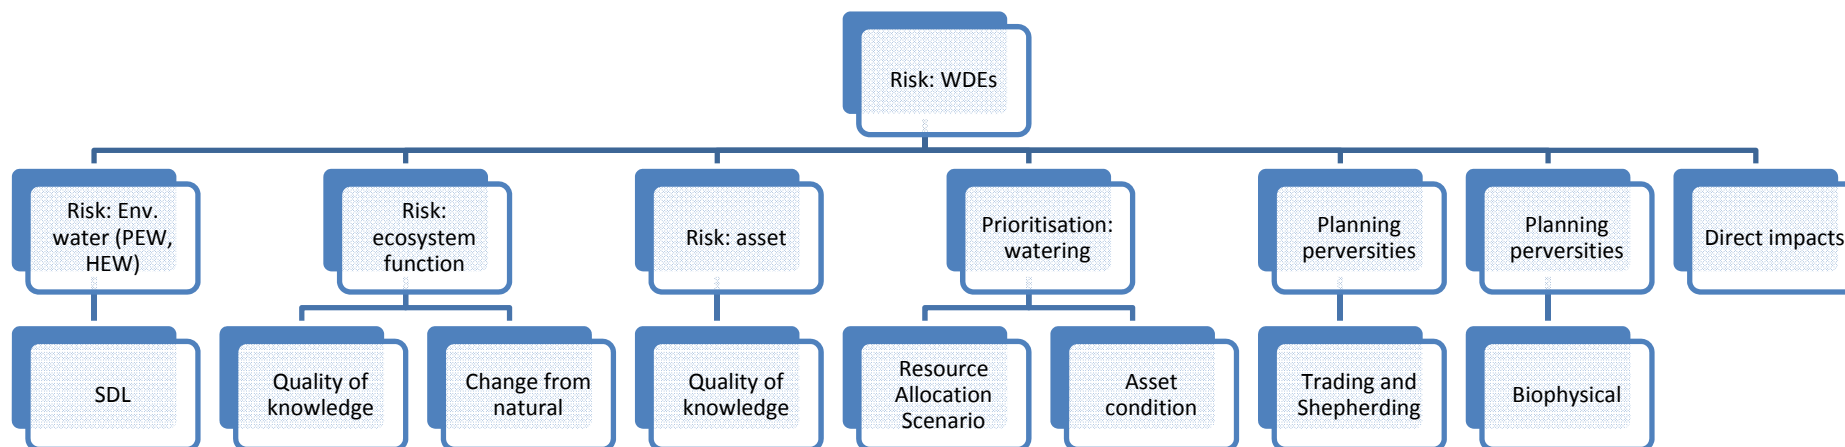 Risk: WDEs
Risk: Env.
water (PEW,
HEW)
Risk:
ecosystem
function
Risk: asset
Prioritisation:
watering
Planning
perversities
Planning
perversities
Direct impacts
SDL
Quality of
knowledge
Change from
natural
Quality of
knowledge
Resource
Allocation
Scenario
Asset
condition
Trading and
Shepherding
Biophysical